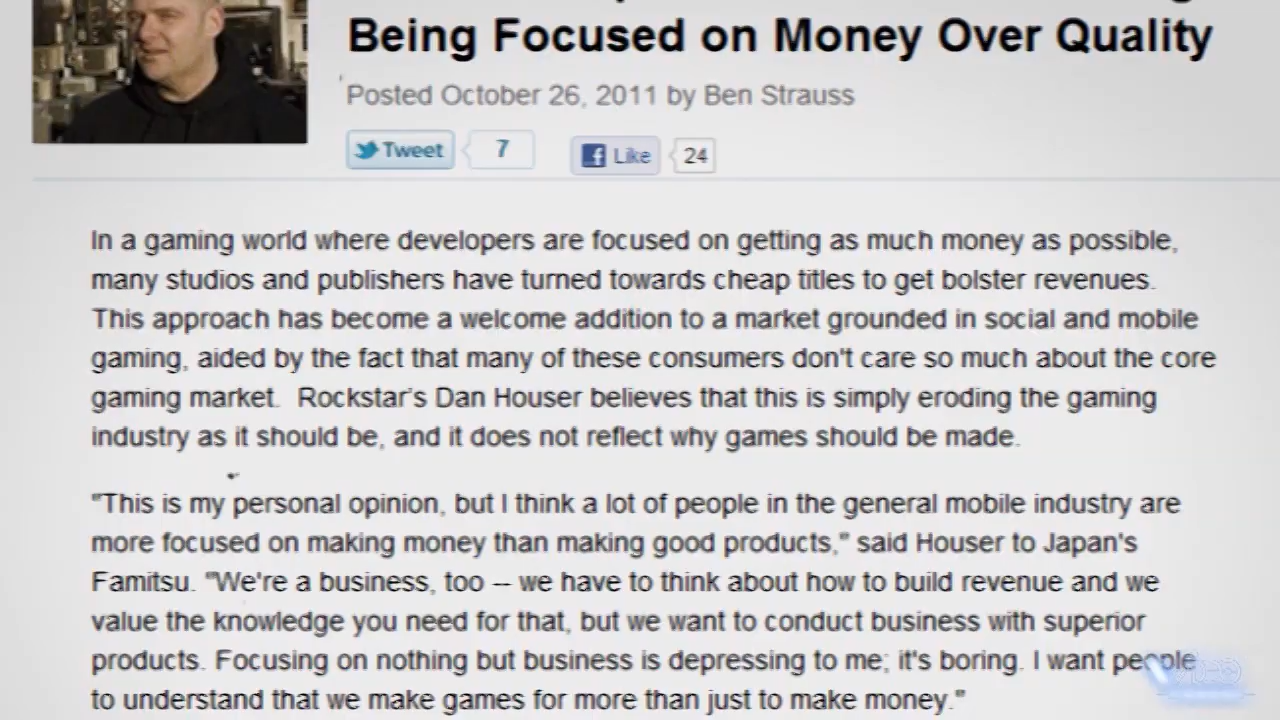 Being Focused on Money Over Quality
Posted October 26, 2011 by Ben Strauss
Tweet 7 Like 24
In a gaming world where developers are focused on getting as much money as possible,
many studios and publishers have turned towards cheap titles to get bolster revenues.
This approach has become a welcome addition to a market grounded in social and mobile
gaming, aided by the fact that many of these consumers don't care so much about the core
gaming market.  Rockstar's Dan Houser believes that this is simply eroding the gaming
industry as it should be, and it does not reflect why games should be made.
"This is my personal opinion, but I think a lot of people in the general mobile industry are
more focused on making money than making good products," said Houser to Japan's
Famitsu. "We're a business, too -- we have to think about how to build revenue and we
value the knowledge you need for that, but we want to conduct business with superior
products. Focusing on nothing but business is depressing to me; it's boring. I want people
to understand that we make games for more than just to make money."